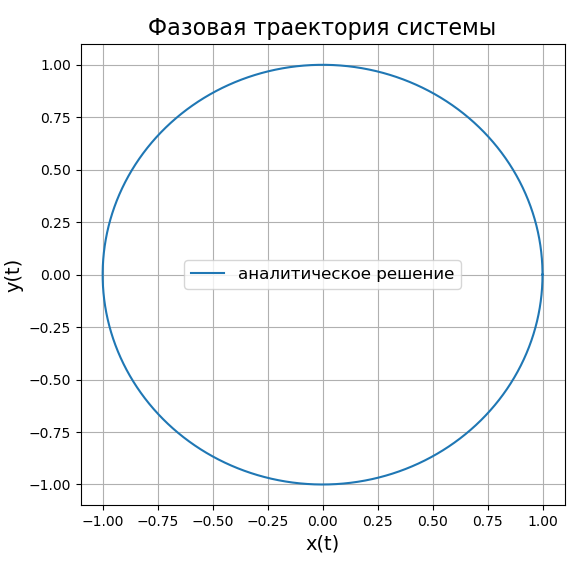 Фазовая траектория системы
1.00
0.75
0.50
0.25
0.00
−0.25
−0.50
−0.75
−1.00
y(t)
аналитическое решение
−1.00 −0.75 −0.50 −0.25 0.00 0.25 0.50 0.75 1.00
x(t)